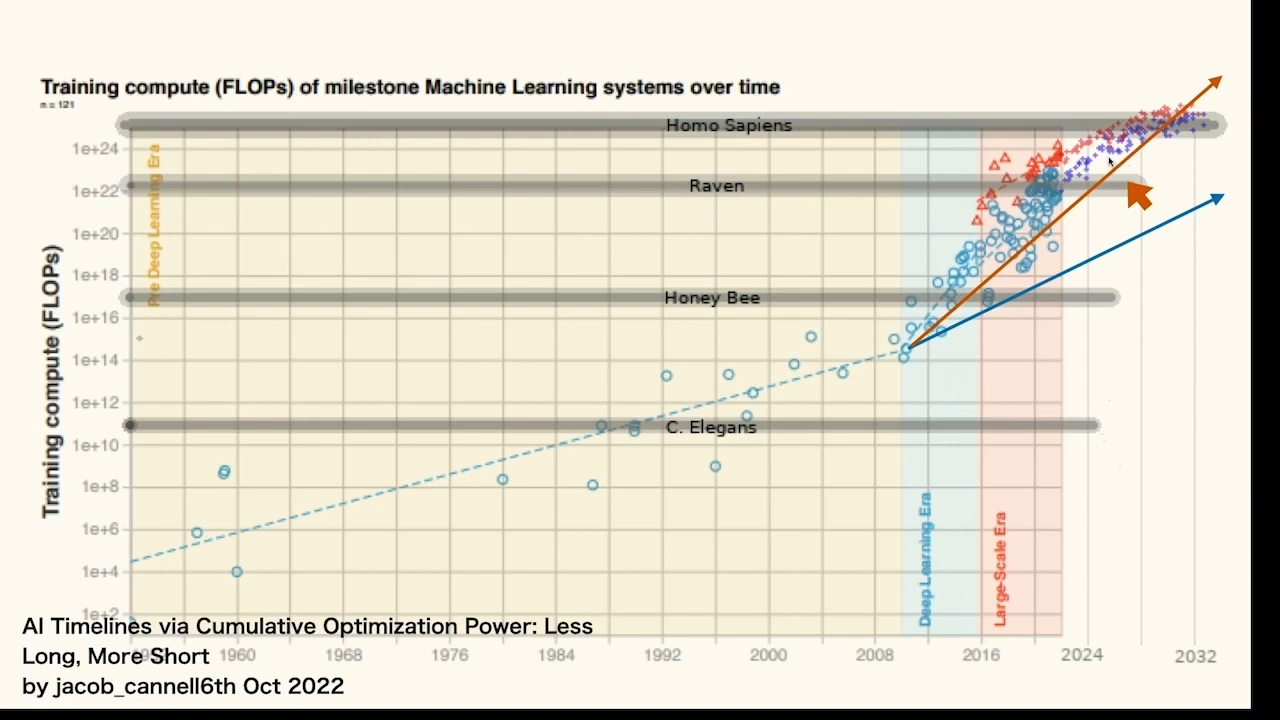 Training compute (FLOPs) of milestone Machine Learning systems over time
n = 121
Homo Sapiens
1e+24
Raven
1e+22
1e+20
1e+18
Honey Bee
1e+16
1e+14
1e+12
C. Elegans
1e+10
1e+8
1e+6
1e+4
1e+2
Training compute (FLOPs)
Pre Deep Learning Era
Deep Learning Era
Large-Scale Era
AI Timelines via Cumulative Optimization Power: Less
Long, More Short
by jacob_cannell6th Oct 2022
1960
1968
1976
1984
1992
2000
2008
2016
2024
2032